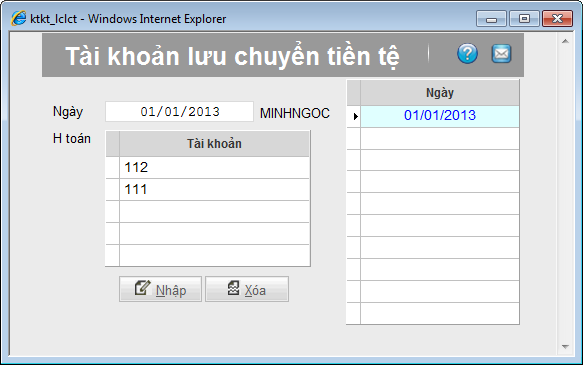 ktkt_lclct - Windows Internet Explorer
Tài khoản lưu chuyển tiền tệ
Ngày 01/01/2013 MINHNGOC
H toán
Tài khoản
112
111
Nhập Xóa
Ngày
01/01/2013